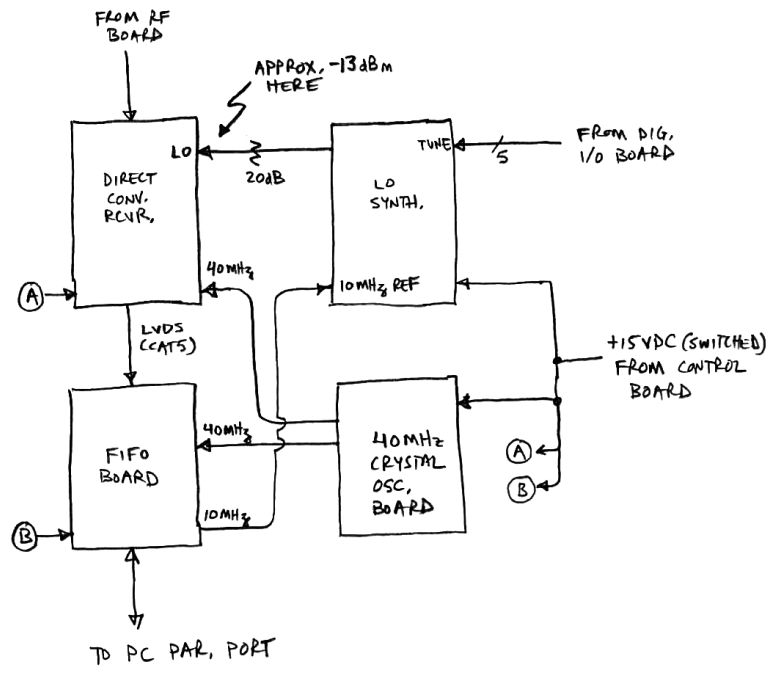 FROM RF
BOARD
APPROX. -13dBm
HERE
LO
DIRECT
CONV.
RCVR.
20dB
TUNE
5
FROM DIG.
I/O BOARD
LO
SYNTH.
40MHz
10MHz REF
A
LVDS
(CAT5)
+15VDC (SWITCHED)
FROM CONTROL
BOARD
FIFO
BOARD
40MHz
40MHz
CRYSTAL
OSC.
BOARD
A
B
10MHz
B
TO PC PAR. PORT